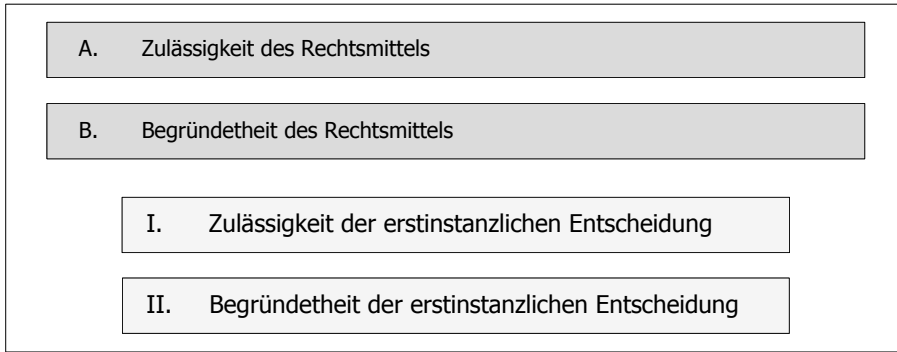 A. Zulässigkeit des Rechtsmittels
B. Begründetheit des Rechtsmittels
I. Zulässigkeit der erstinstanzlichen Entscheidung
II. Begründetheit der erstinstanzlichen Entscheidung